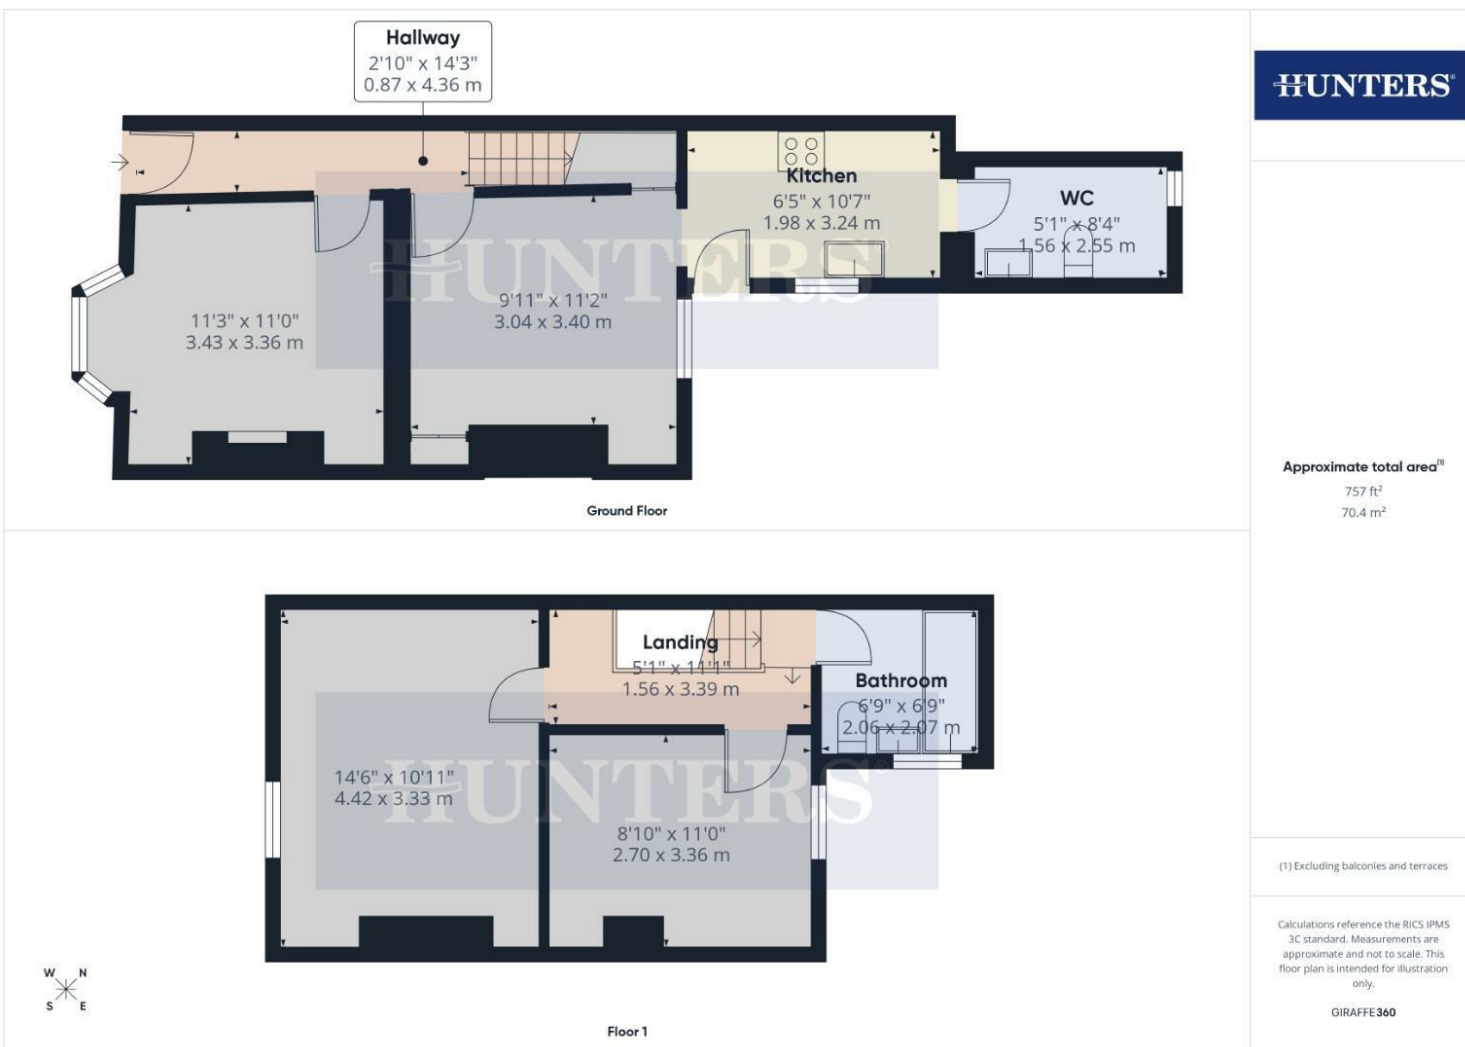 Hallway
2'10" x 14'3"
0.87 x 4.36 m
HUNTERS
Kitchen
6'5" x 10'7"
1.98 x 3.24 m
WC
5'1" x 8'4"
1.56 x 2.55 m
HUNTERS
9'11" x 11'2"
3.04 x 3.40 m
11'3" x 11'0"
3.43 x 3.36 m
Approximate total area(1)
757 ft²
70.4 m²
Ground Floor
Landing
5'1" x 11'1"
1.56 x 3.39 m
Bathroom
6'9" x 6'9"
2.06 x 2.07 m
HUNTERS®
14'6" x 10'11"
4.42 x 3.33 m
8'10" x 11'0"
2.70 x 3.36 m
(1) Excluding balconies and terraces
Calculations reference the RICS IPMS
3C standard. Measurements are
approximate and not to scale. This
floor plan is intended for illustration
only.
GIRAFFE360
W N
S E
Floor 1